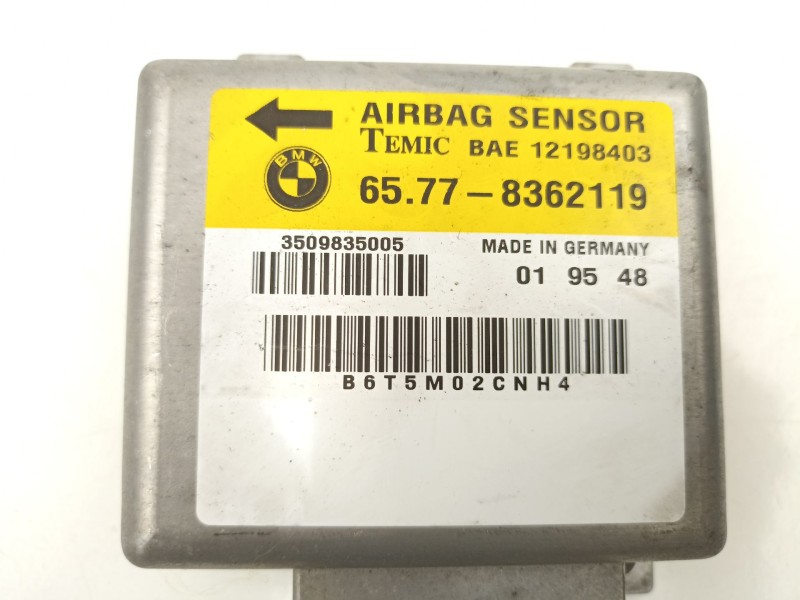 AIRBAG SENSOR
TEMIC BAE 12198403
BMW
65.77-8362119
3509835005 MADE IN GERMANY
01 95 48
B6T5M02CNH4